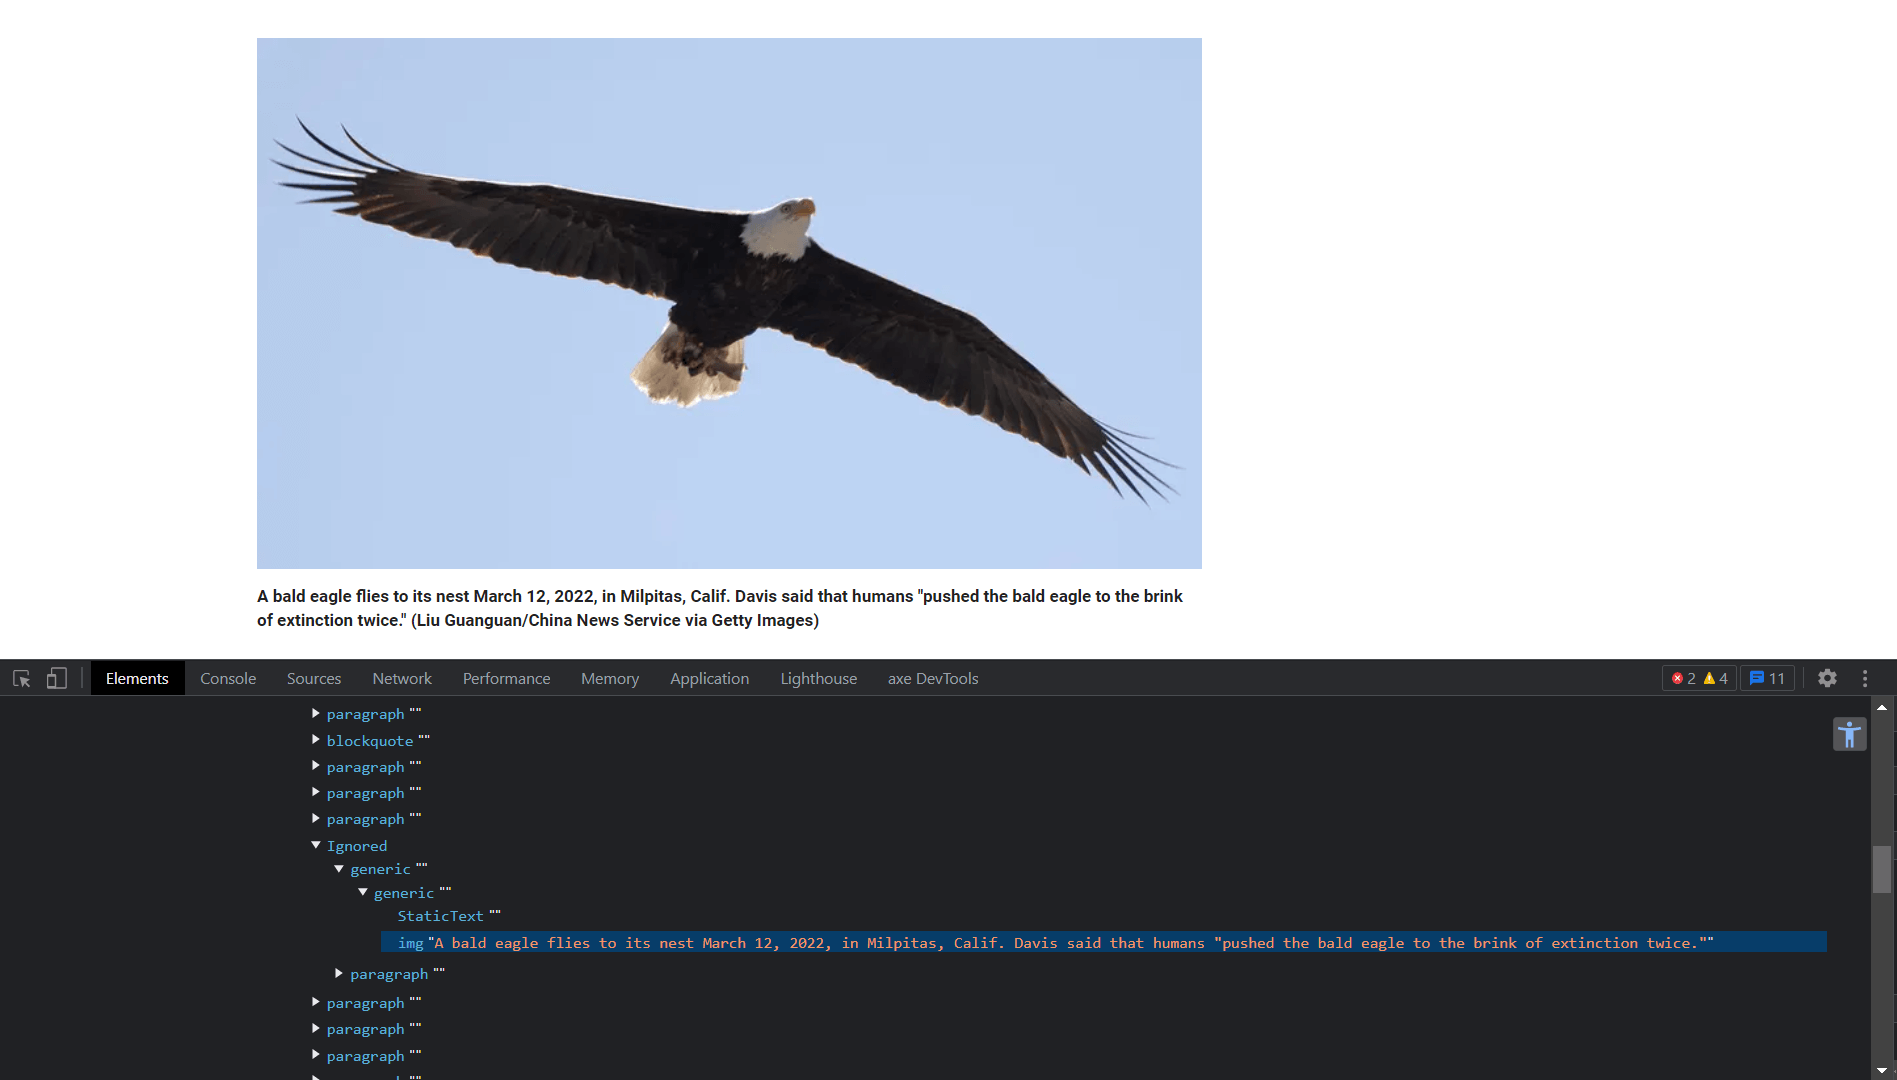 A bald eagle flies to its nest March 12, 2022, in Milpitas, Calif. Davis said that humans "pushed the bald eagle to the brink
of extinction twice." (Liu Guanguan/China News Service via Getty Images)
Elements Console Sources Network Performance Memory Application Lighthouse axe DevTools 2 4 11
paragraph ""
blockquote ""
paragraph ""
paragraph ""
paragraph ""
Ignored
generic ""
generic ""
StaticText ""
img "A bald eagle flies to its nest March 12, 2022, in Milpitas, Calif. Davis said that humans "pushed the bald eagle to the brink of extinction twice.""
paragraph ""
paragraph ""
paragraph ""
paragraph ""